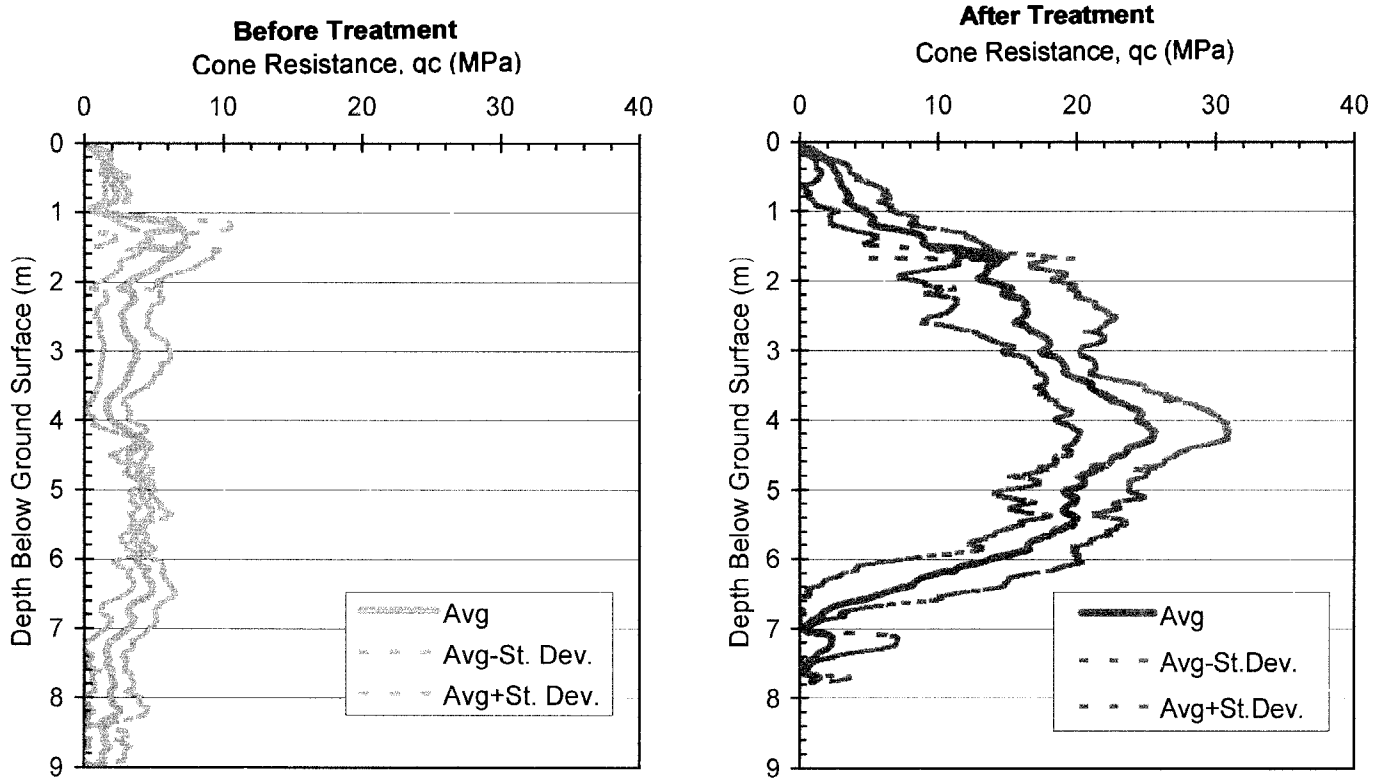 Before Treatment
Cone Resistance, qc (MPa)
0 10 20 30 40
0
1
2
3
4
5
6
7
8
9
Depth Below Ground Surface (m)
Avg
Avg-St. Dev.
Avg+St. Dev.
After Treatment
Cone Resistance, qc (MPa)
0 10 20 30 40
0
1
2
3
4
5
6
7
8
9
Depth Below Ground Surface (m)
Avg
Avg-St.Dev.
Avg+St.Dev.